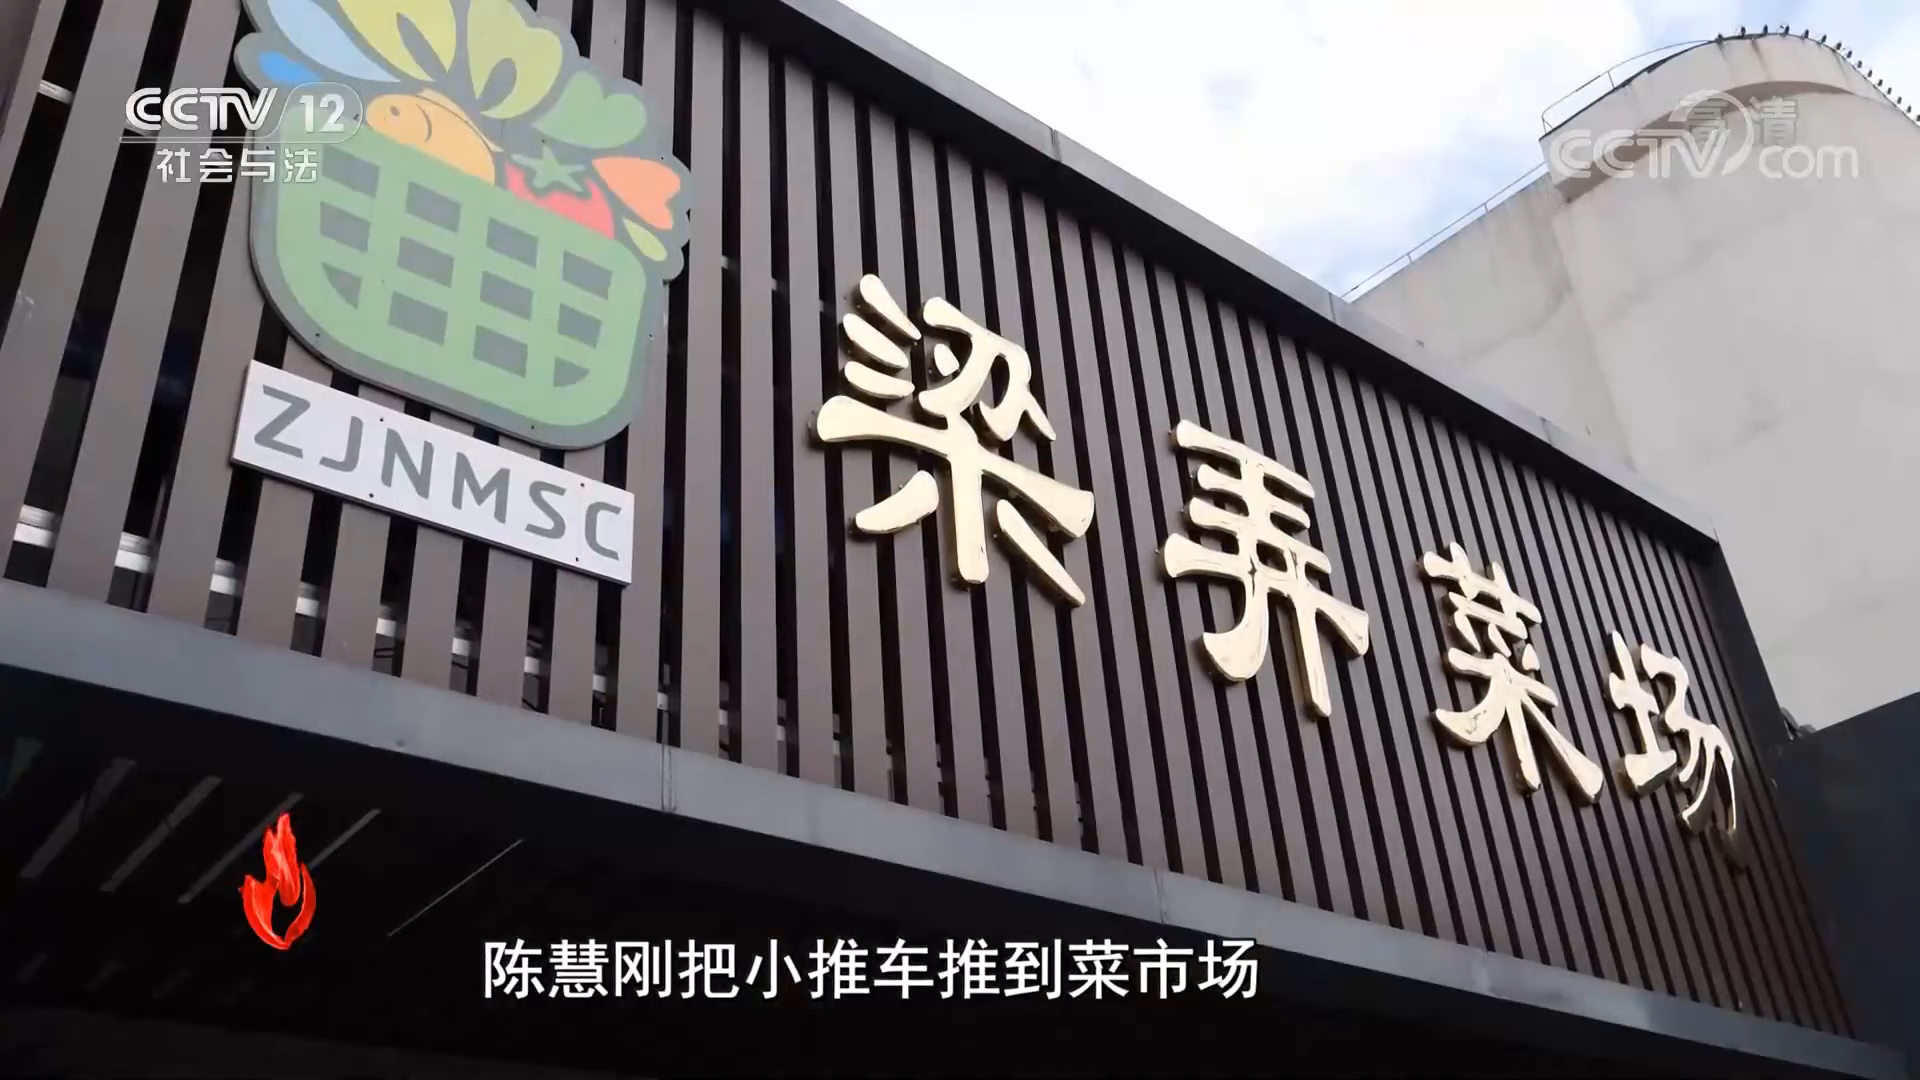 CCTV 12
社会与法
高清
CCTV.com
ZJNMSC
梁弄菜场
陈慧刚把小推车推到菜市场